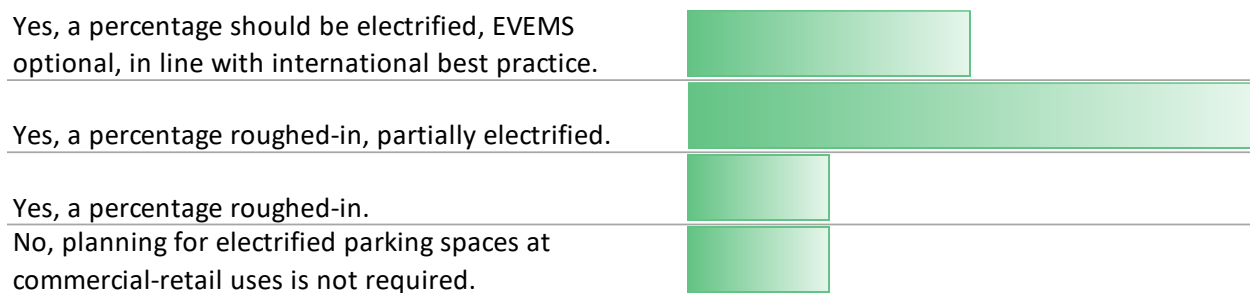 Yes, a percentage should be electrified, EVEMS
optional, in line with international best practice.
Yes, a percentage roughed-in, partially electrified.
Yes, a percentage roughed-in.
No, planning for electrified parking spaces at
commercial-retail uses is not required.